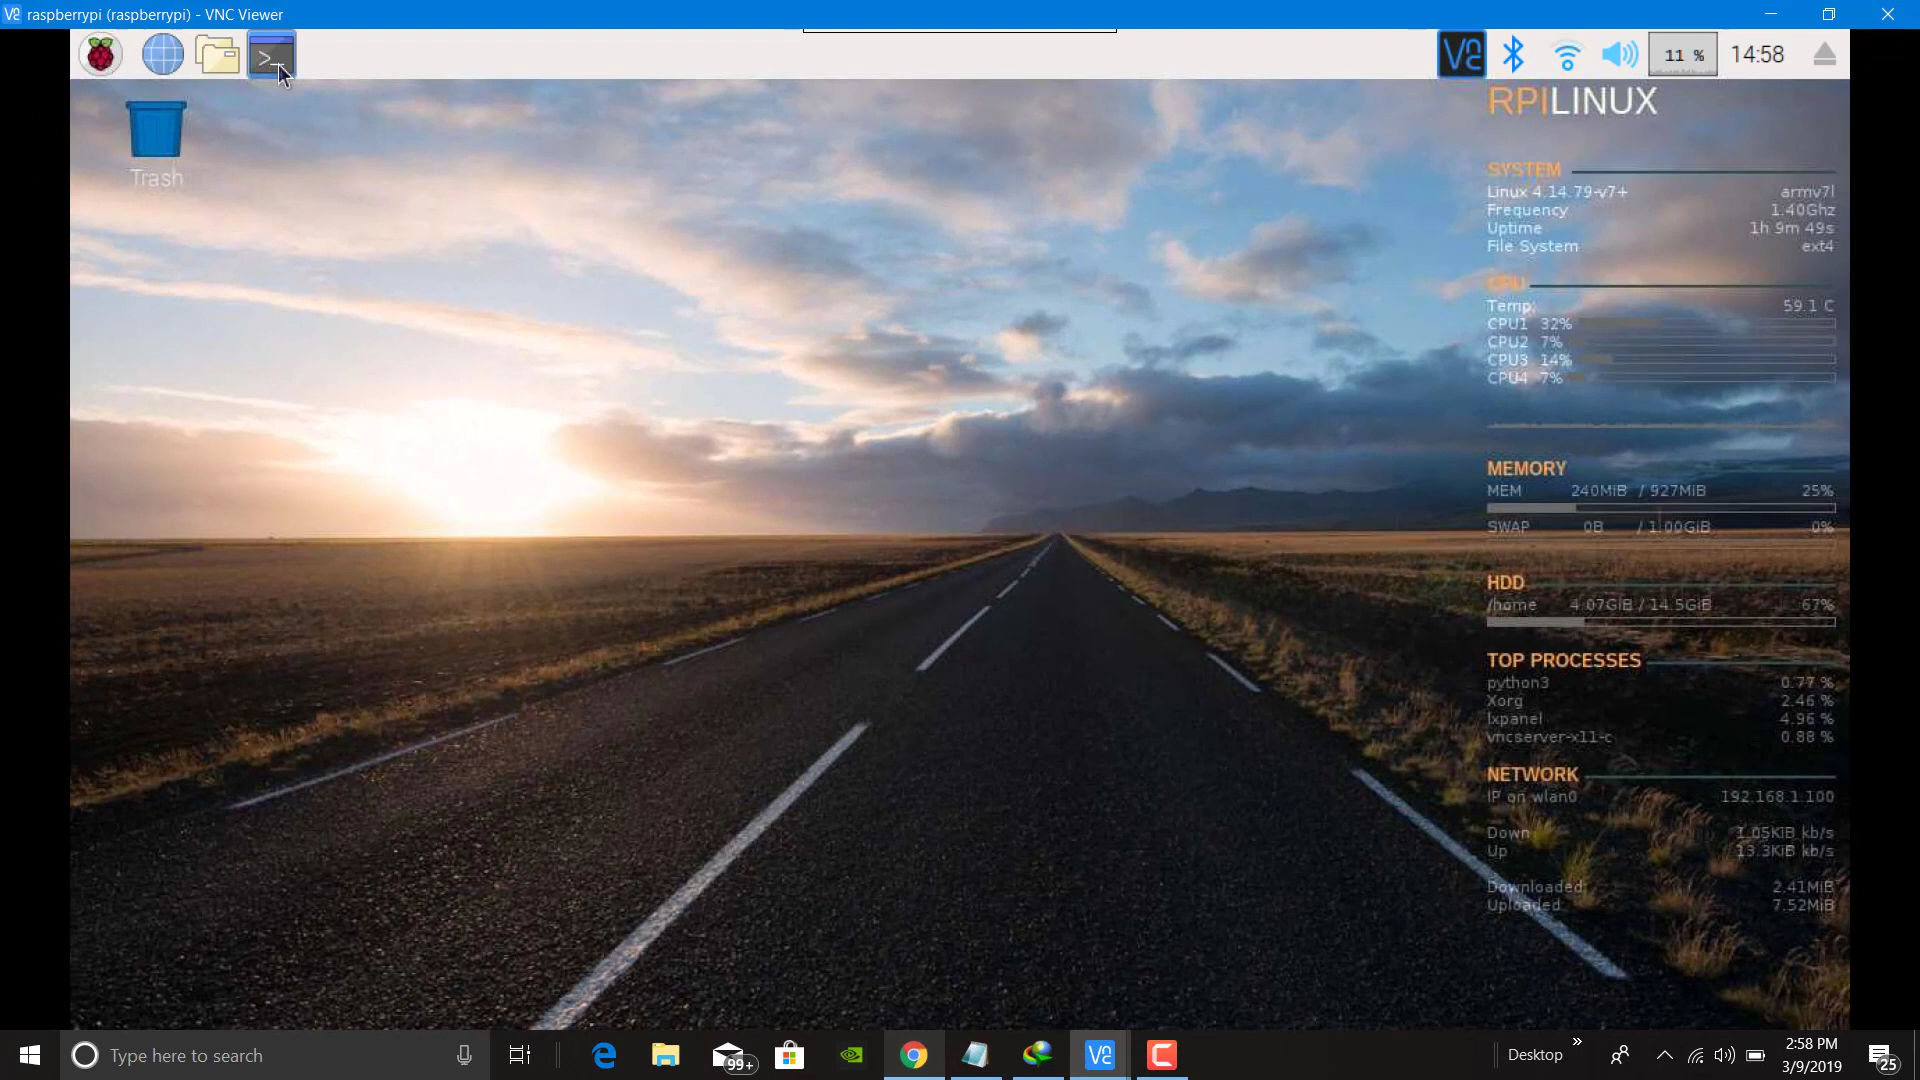 raspberrypi (raspberrypi) - VNC Viewer
11 %
14:58
Trash
RPILINUX
SYSTEM
Linux 4.14.79-v7+ armv7l
Frequency 1.40Ghz
Uptime 1h 9m 49s
File System ext4
CPU
Temp: 59.1 C
CPU1 32%
CPU2 7%
CPU3 14%
CPU4 7%
MEMORY
MEM 240MiB / 927MiB 25%
SWAP 0B / 1.00GiB 0%
HDD
/home 4.07GiB / 14.5GiB 67%
TOP PROCESSES
python3 0.77 %
Xorg 2.46 %
lxpanel 4.96 %
vncserver-x11-c 0.88 %
NETWORK
IP on wlan0 192.168.1.100
Down 1.05KiB kb/s
Up 13.3KiB kb/s
Downloaded 2.41MiB
Uploaded 7.52MiB
Type here to search
99+
Desktop
2:58 PM
3/9/2019
25